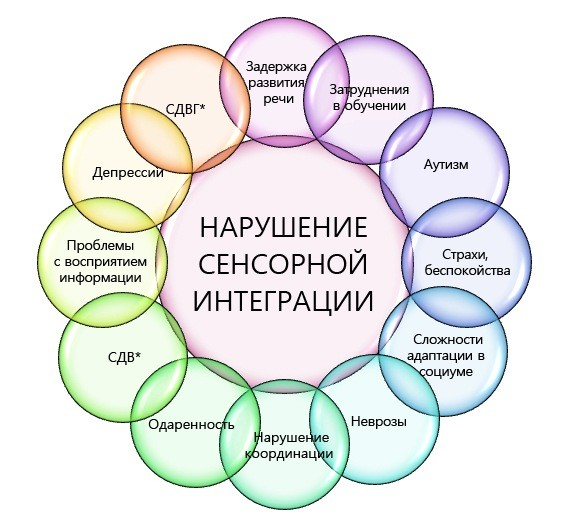 НАРУШЕНИЕ
СЕНСОРНОЙ
ИНТЕГРАЦИИ
Задержка
развития
речи
Затруднения
в обучении
Аутизм
Страхи,
беспокойства
Сложности
адаптации в
социуме
Неврозы
Нарушение
координации
Одаренность
СДВ*
Проблемы
с восприятием
информации
Депрессии
СДВГ*